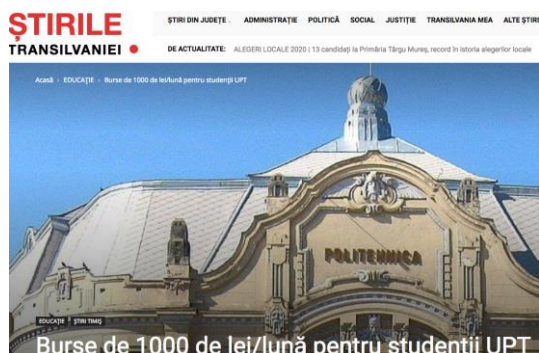 ȘTIRILE
TRANSILVANIEI
ȘTIRI DIN JUDEȚE . ADMINISTRAȚIE POLITICĂ SOCIAL JUSTIȚIE TRANSILVANIA MEA ALTE ȘTIRI
DE ACTUALITATE: ALEGERI LOCALE 2020 | 13 candidați la Primăria Târgu Mureș, record în istoria alegerilor locale
Acasă › EDUCAȚIE › Burse de 1000 de lei/lună pentru studenții UPT
POLITEHNICA
EDUCAȚIE ȘTIRI TIMIȘ
Burse de 1000 de lei/lună pentru studenții UPT